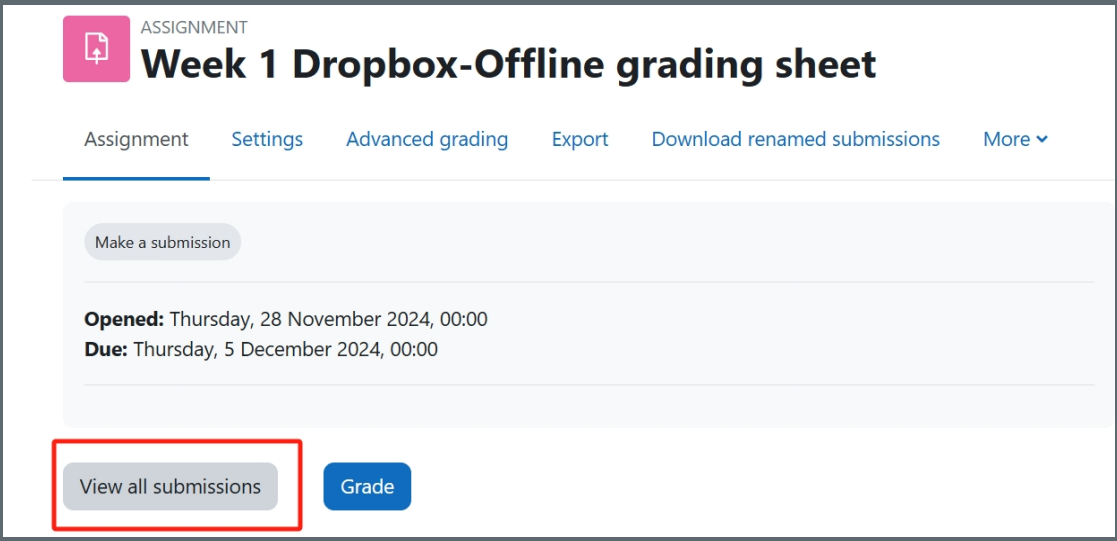 ASSIGNMENT
Week 1 Dropbox-Offline grading sheet
Assignment Settings Advanced grading Export Download renamed submissions More
Make a submission
Opened: Thursday, 28 November 2024, 00:00
Due: Thursday, 5 December 2024, 00:00
View all submissions Grade